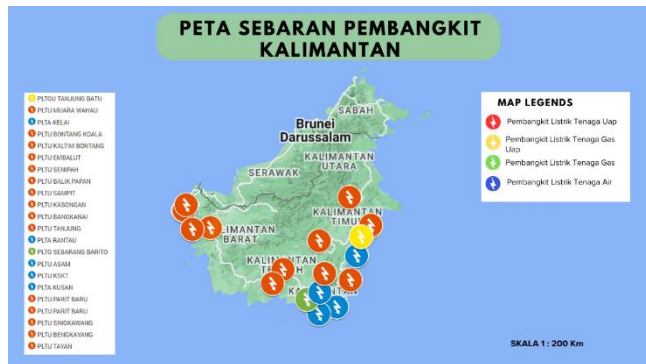 PETA SEBARAN PEMBANGKIT
KALIMANTAN
PLTGU TANJUNG BATU
PLTU MUARA WAHAU
PLTA KELAI
PLTU BONTANG KOALA
PLTU KALTIM BONTANG
PLTU EMBALUT
PLTU SENIPAH
PLTU BALIK PAPAN
PLTU SAMPIT
PLTU KASONGAN
PLTU BANGKANAI
PLTU TANJUNG
PLTA RANTAU
PLTG SEBARANG BARITO
PLTU ASAM
PLTU KSKT
PLTA KUSAN
PLTU PARIT BARU
PLTU PARIT BARU
PLTU SINGKAWANG
PLTU BENGKAYANG
PLTU TAYAN
SABAH
Brunei
Darussalam
KALIMANTAN
UTARA
SERAWAK
KALIMANTAN
TIMU
LIMANTAN
BARAT
KALIMANTA
T
H
K
NTAN
MAP LEGENDS
Pembangkit Listrik Tenaga Uap
Pembangkit Listrik Tenaga Gas
Uap
Pembangkit Listrik Tenaga Gas
Pembangkit Listrik Tenaga Air
SKALA 1 : 200 Km